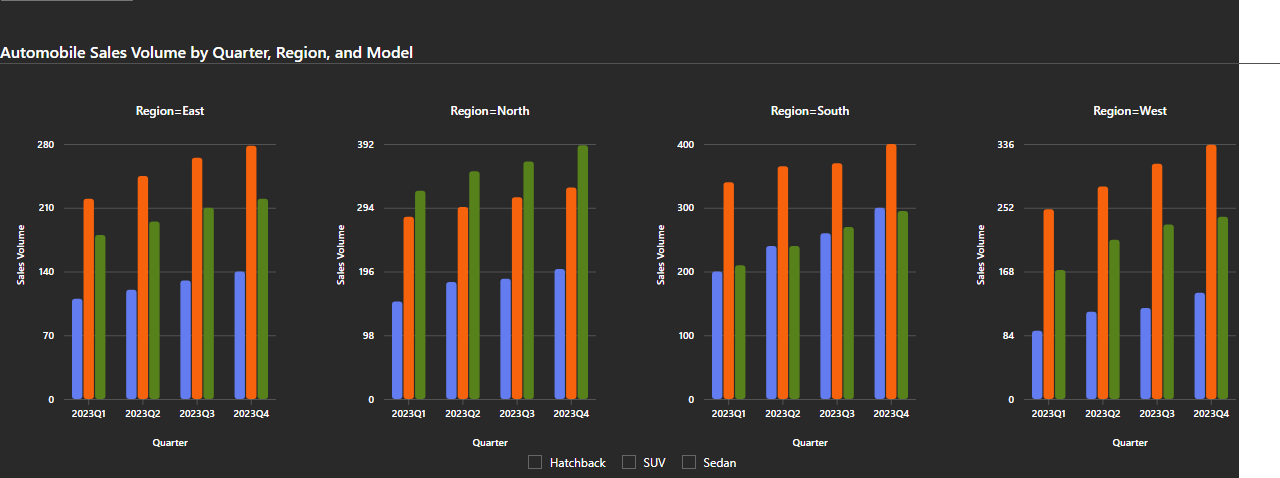 Automobile Sales Volume by Quarter, Region, and Model
Region=East Region=North Region=South Region=West
280 392 400 336
210 294 300 252
Sales Volume Sales Volume Sales Volume Sales Volume
140 196 200 168
70 98 100 84
0 0 0 0
2023Q1 2023Q2 2023Q3 2023Q4 2023Q1 2023Q2 2023Q3 2023Q4 2023Q1 2023Q2 2023Q3 2023Q4 2023Q1 2023Q2 2023Q3 2023Q4
Quarter Quarter Quarter Quarter
Hatchback SUV Sedan